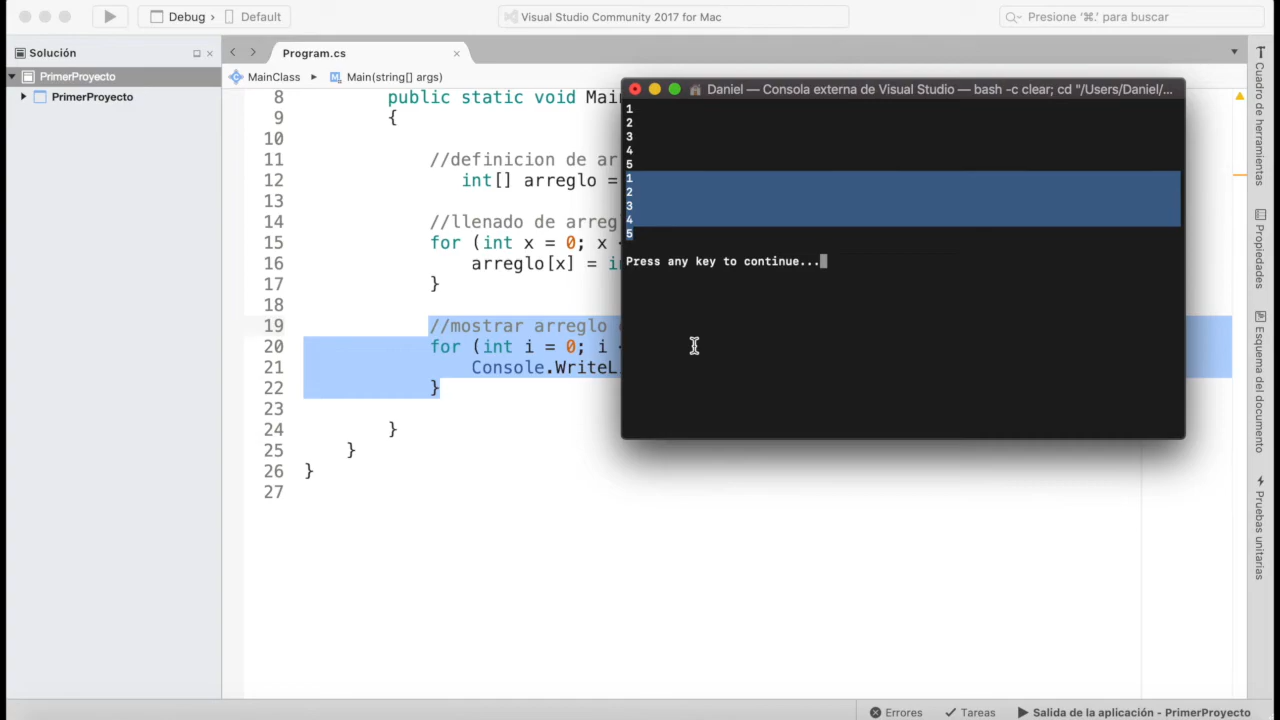 Debug › Default
Visual Studio Community 2017 for Mac
Presione '⌘.' para buscar
Solución
Program.cs
PrimerProyecto
MainClass
Main(string[] args)
PrimerProyecto
8 public static void Mai
9 {
10
11 //definicion de ar
12 int[] arreglo =
13
14 //llenado de arreg
15 for (int x = 0; x
16 arreglo[x] = i
17 }
18
19 //mostrar arreglo
20 for (int i = 0; i
21 Console.WriteL
22 }
23
24 }
25 }
26 }
27
Daniel — Consola externa de Visual Studio — bash -c clear; cd "/Users/Daniel/...
1
2
3
4
5
1
2
3
4
5
Press any key to continue...
Cuadro de herramientas
Propiedades
Esquema del documento
Pruebas unitarias
Errores
Tareas
Salida de la aplicación - PrimerProyecto